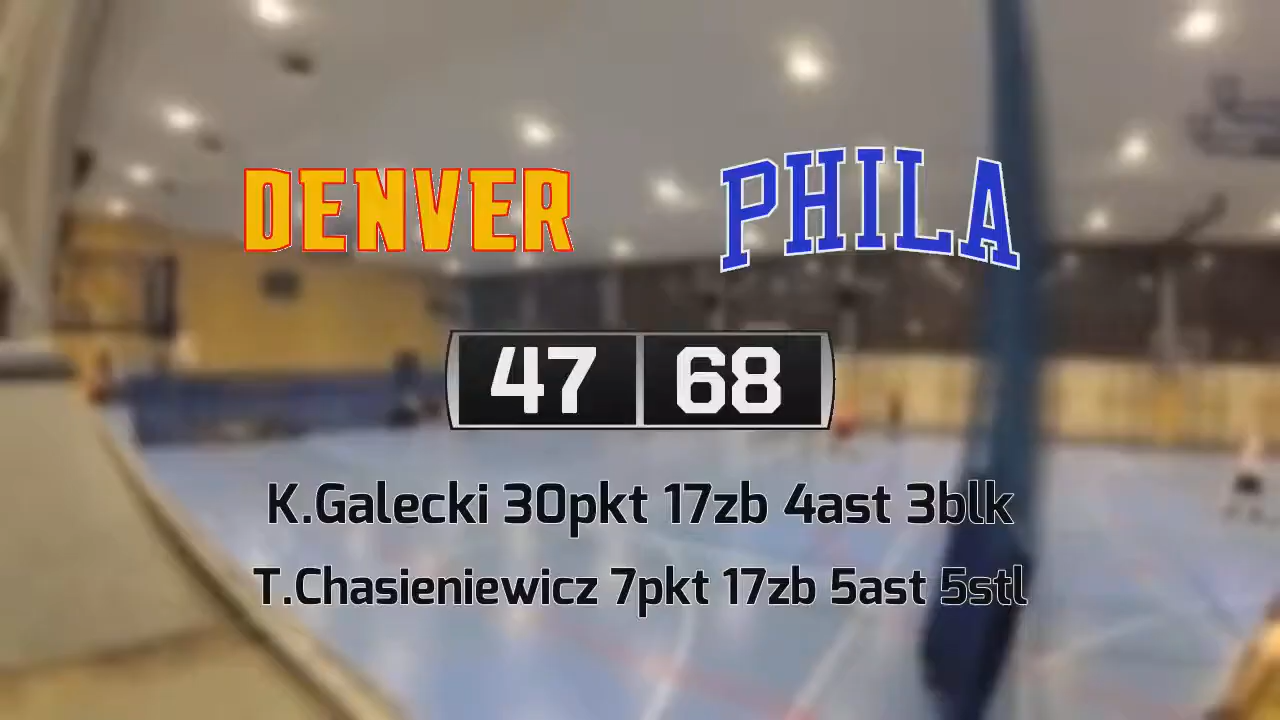 DENVER PHILA
47 68
K.Galecki 30pkt 17zb 4ast 3blk
T.Chasieniewicz 7pkt 17zb 5ast 5stl